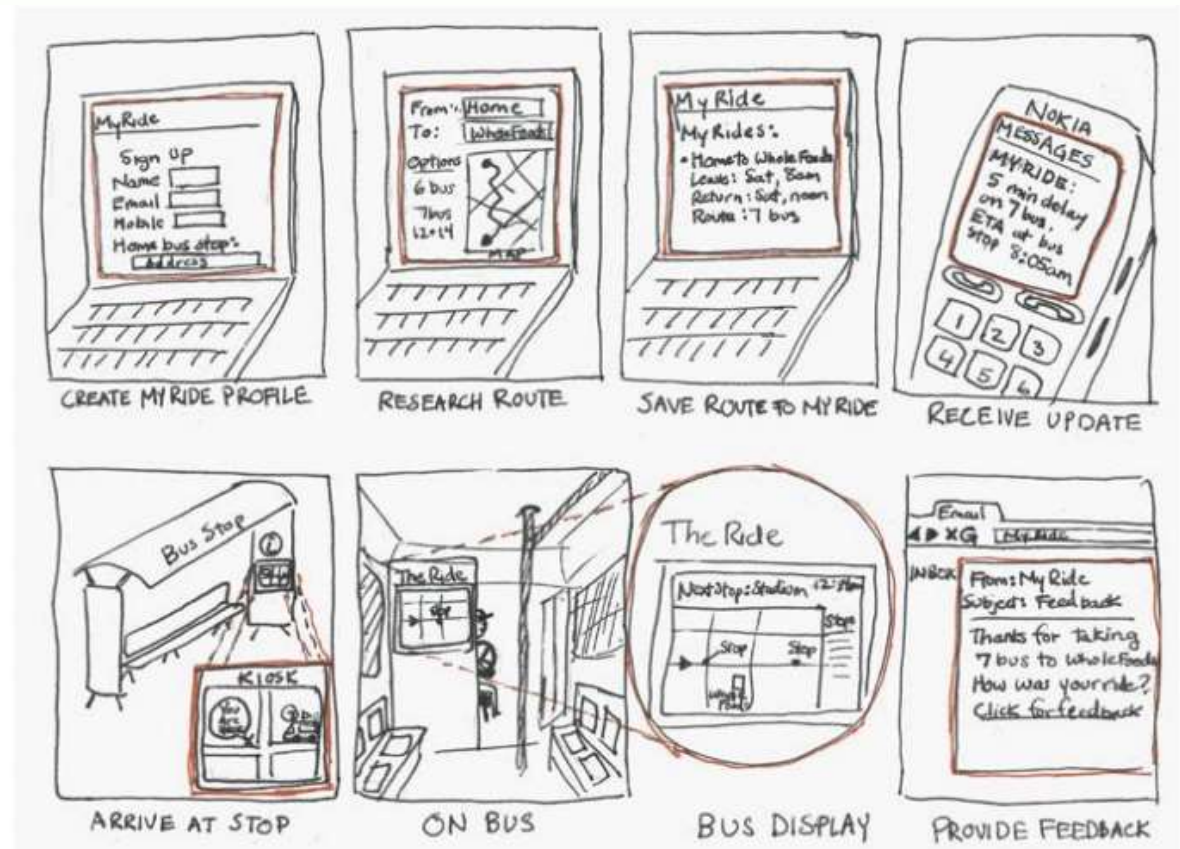 MyRide
Sign up
Name
Email
Mobile
Home bus stop:
address
CREATE MYRIDE PROFILE
From: Home
To: Whole Foods
Options
6 bus
7 bus
12+14
MAP
RESEARCH ROUTE
My Ride
My Rides:
• Home to Whole Foods
Leave: Sat, 8am
Return: Sat, noon
Route: 7 bus
SAVE ROUTE TO MYRIDE
NOKIA
MESSAGES
MY RIDE:
5 min delay
on 7 bus,
ETA at bus
stop 8:05am
1 2 3
4 5 6
RECEIVE UPDATE
Bus Stop
i
KIOSK
You
are
ARRIVE AT STOP
The Ride
Stop
ON BUS
The Ride
Next Stop: Stadium
Stops
Stop Stop
Whole
Foods
BUS DISPLAY
Email
My Ride
INBOX
From: My Ride
Subject: Feedback
Thanks for taking
7 bus to Whole Foods
How was your ride?
Click for feedback
PROVIDE FEEDBACK